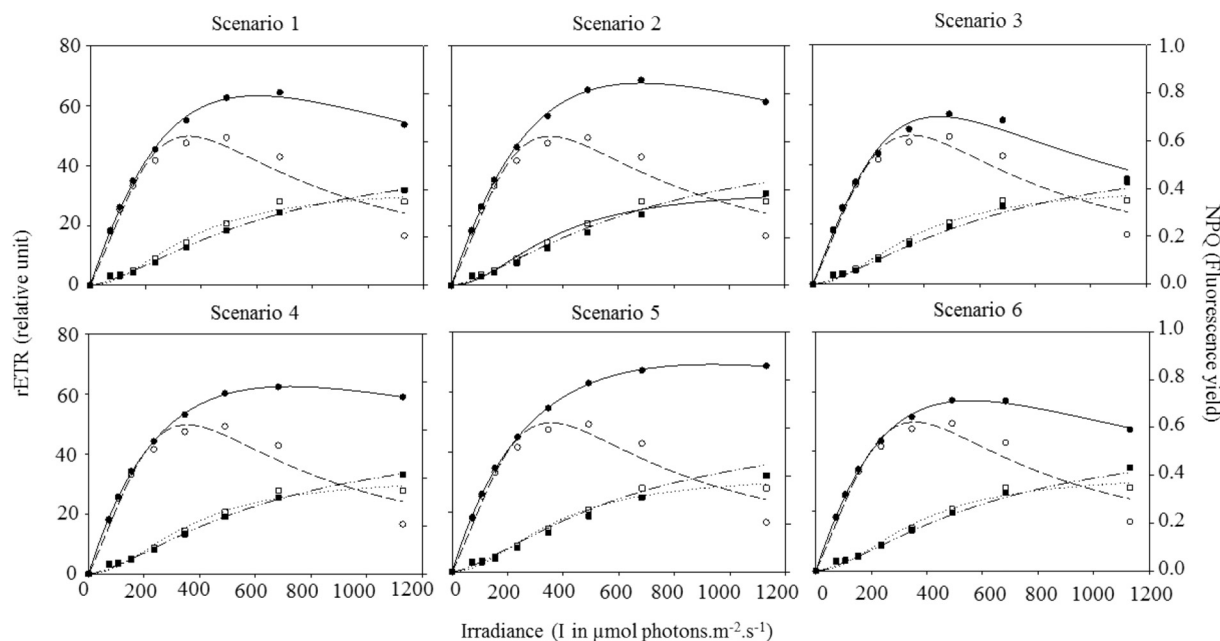 Scenario 1
Scenario 2
Scenario 3
80
60
40
20
0
1.0
0.8
0.6
0.4
0.2
0.0
Scenario 4
Scenario 5
Scenario 6
80
60
40
20
0
1.0
0.8
0.6
0.4
0.2
0.0
0 200 400 600 800 1000 1200
0 200 400 600 800 1000 1200
0 200 400 600 800 1000 1200
rETR (relative unit)
NPQ (Fluorescence yield)
Irradiance (I in µmol photons.m-2.s-1)